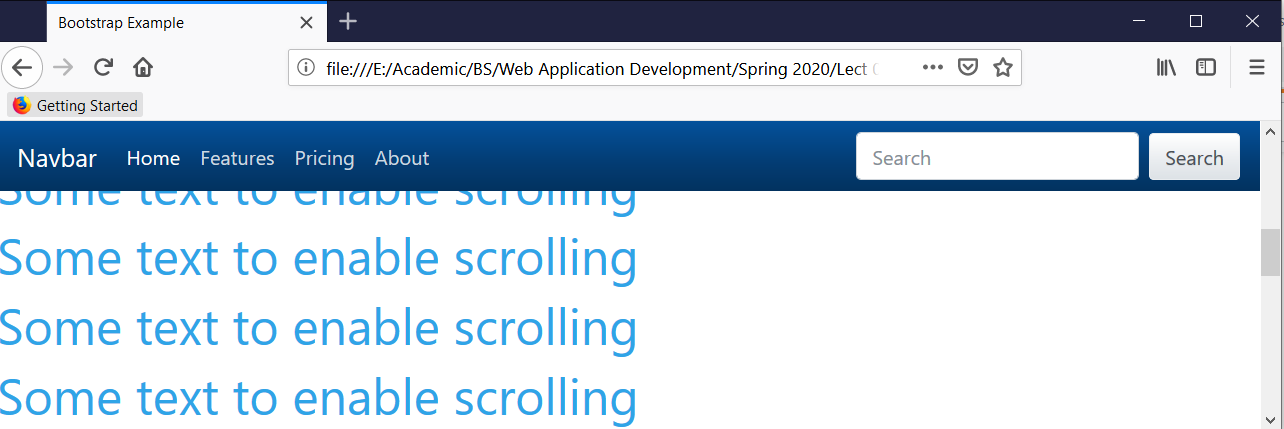 Bootstrap Example
file:///E:/Academic/BS/Web Application Development/Spring 2020/Lect
Getting Started
Navbar Home Features Pricing About Search Search
Some text to enable scrolling
Some text to enable scrolling
Some text to enable scrolling
Some text to enable scrolling